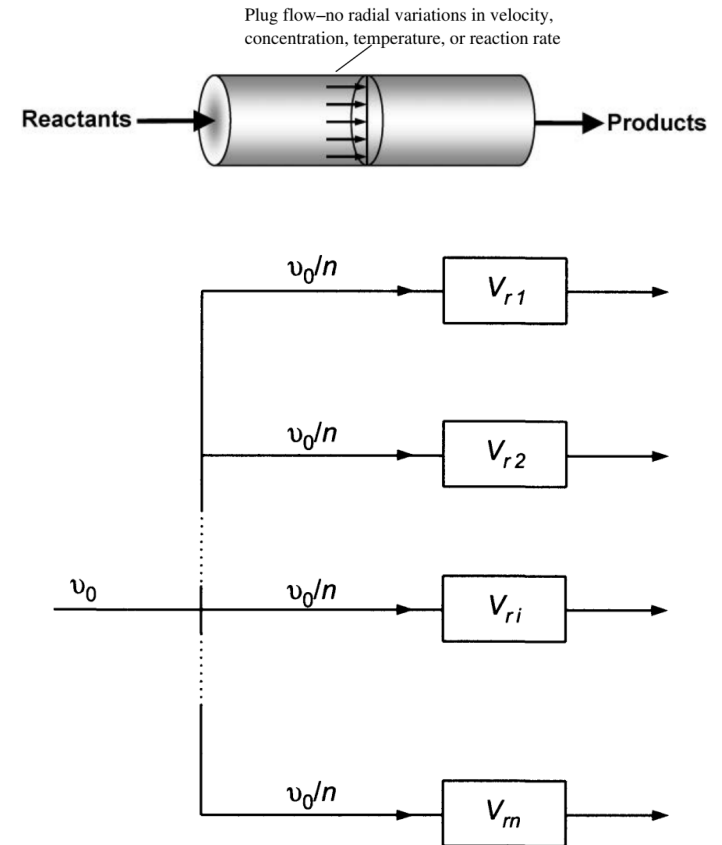 Plug flow–no radial variations in velocity,
concentration, temperature, or reaction rate
Reactants
Products
υ₀/n
Vᵣ₁
υ₀/n
Vᵣ₂
υ₀
υ₀/n
Vᵣᵢ
υ₀/n
Vᵣₙ